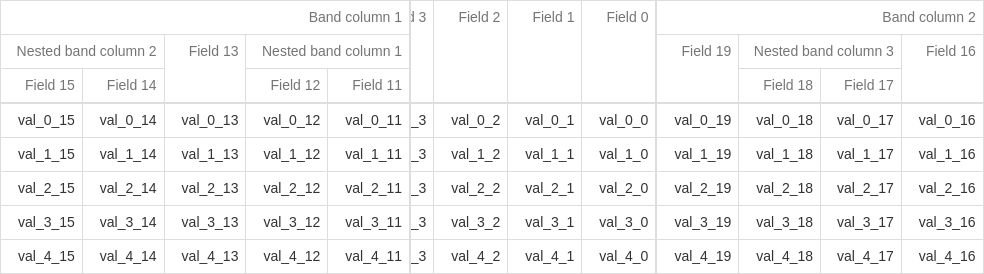 Band column 1 d 3 Field 2 Field 1 Field 0 Band column 2
Nested band column 2 Field 13 Nested band column 1 Field 19 Nested band column 3 Field 16
Field 15 Field 14 Field 12 Field 11 Field 18 Field 17
val_0_15 val_0_14 val_0_13 val_0_12 val_0_11 _3 val_0_2 val_0_1 val_0_0 val_0_19 val_0_18 val_0_17 val_0_16
val_1_15 val_1_14 val_1_13 val_1_12 val_1_11 _3 val_1_2 val_1_1 val_1_0 val_1_19 val_1_18 val_1_17 val_1_16
val_2_15 val_2_14 val_2_13 val_2_12 val_2_11 _3 val_2_2 val_2_1 val_2_0 val_2_19 val_2_18 val_2_17 val_2_16
val_3_15 val_3_14 val_3_13 val_3_12 val_3_11 _3 val_3_2 val_3_1 val_3_0 val_3_19 val_3_18 val_3_17 val_3_16
val_4_15 val_4_14 val_4_13 val_4_12 val_4_11 _3 val_4_2 val_4_1 val_4_0 val_4_19 val_4_18 val_4_17 val_4_16